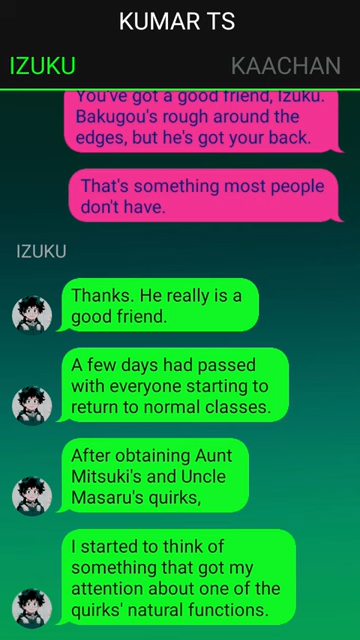 KUMAR TS
IZUKU
KAACHAN
You've got a good friend, Izuku.
Bakugou's rough around the
edges, but he's got your back.
That's something most people
don't have.
IZUKU
Thanks. He really is a
good friend.
A few days had passed
with everyone starting to
return to normal classes.
After obtaining Aunt
Mitsuki's and Uncle
Masaru's quirks,
I started to think of
something that got my
attention about one of the
quirks' natural functions.